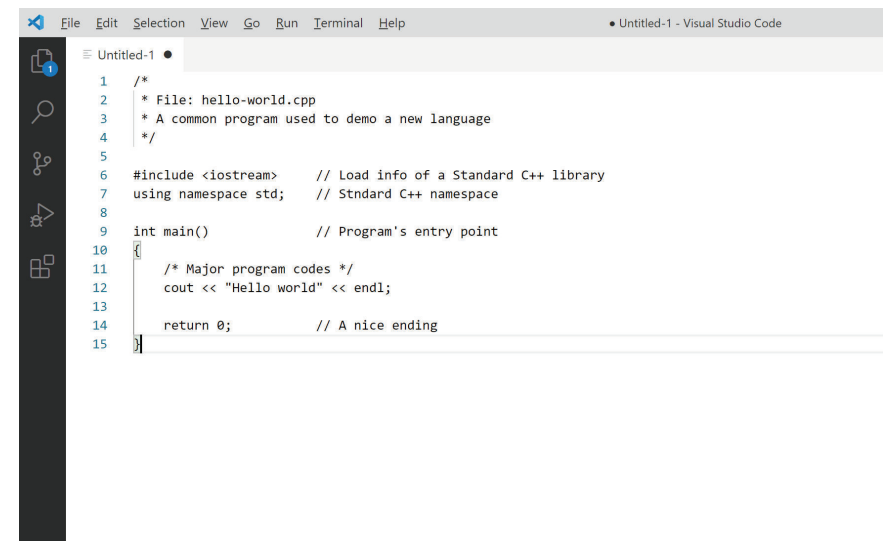 File Edit Selection View Go Run Terminal Help ● Untitled-1 - Visual Studio Code
Untitled-1 ●
1
1 /*
2  * File: hello-world.cpp
3  * A common program used to demo a new language
4  */
5
6 #include <iostream>     // Load info of a Standard C++ library
7 using namespace std;    // Stndard C++ namespace
8
9 int main()              // Program's entry point
10 {
11     /* Major program codes */
12     cout << "Hello world" << endl;
13
14     return 0;           // A nice ending
15 }